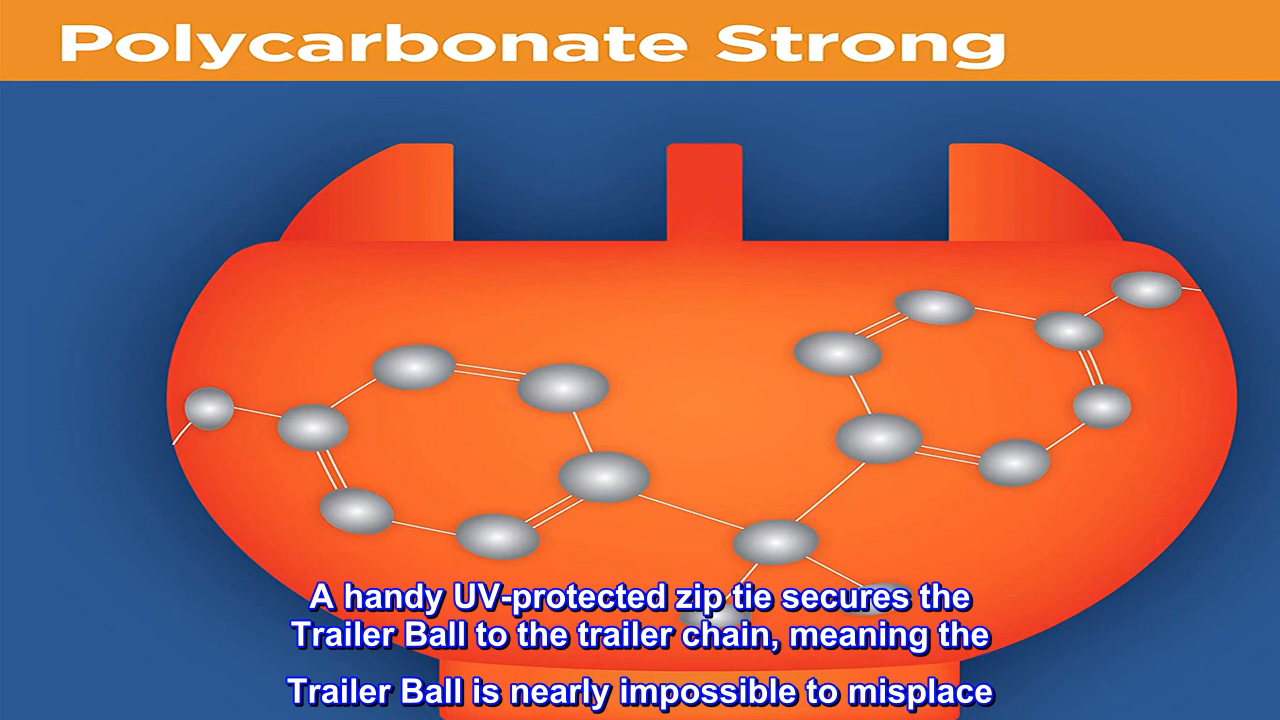 Polycarbonate Strong
A handy UV-protected zip tie secures the
Trailer Ball to the trailer chain, meaning the
Trailer Ball is nearly impossible to misplace